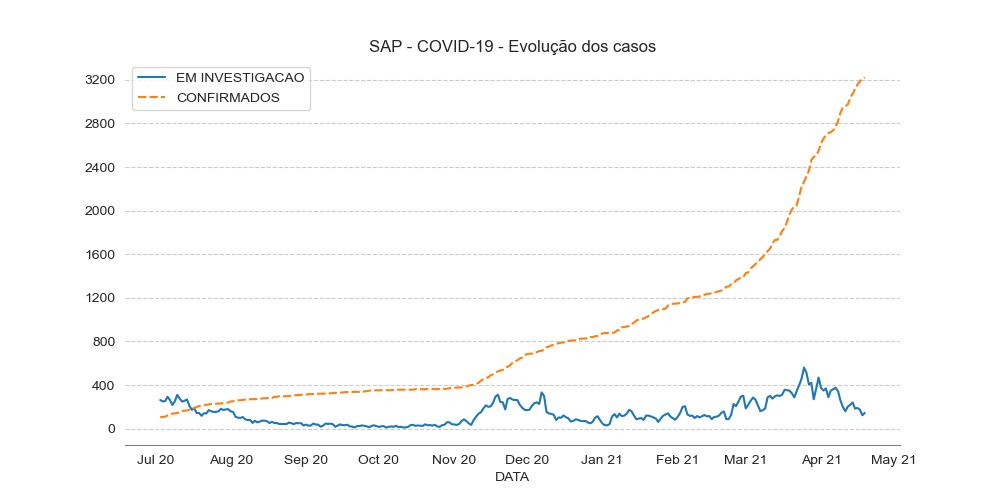 SAP - COVID-19 - Evolução dos casos
EM INVESTIGACAO
CONFIRMADOS
3200
2800
2400
2000
1600
1200
800
400
0
Jul 20 Aug 20 Sep 20 Oct 20 Nov 20 Dec 20 Jan 21 Feb 21 Mar 21 Apr 21 May 21
DATA